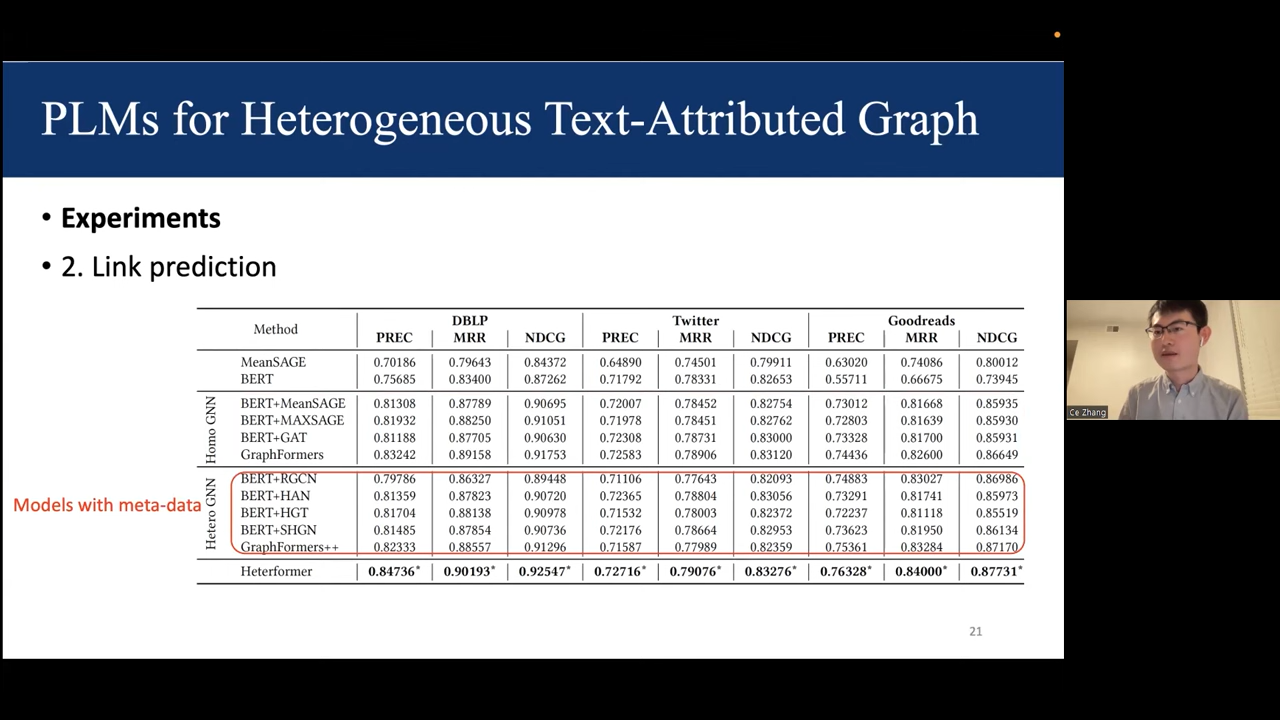 PLMs for Heterogeneous Text-Attributed Graph
• Experiments
• 2. Link prediction
Method DBLP Twitter Goodreads
PREC MRR NDCG PREC MRR NDCG PREC MRR NDCG
MeanSAGE 0.70186 0.79643 0.84372 0.64890 0.74501 0.79911 0.63020 0.74086 0.80012
BERT 0.75685 0.83400 0.87262 0.71792 0.78331 0.82653 0.55711 0.66675 0.73945
Homo GNN
BERT+MeanSAGE 0.81308 0.87789 0.90695 0.72007 0.78452 0.82754 0.73012 0.81668 0.85935
BERT+MAXSAGE 0.81932 0.88250 0.91051 0.71978 0.78451 0.82762 0.72803 0.81639 0.85930
BERT+GAT 0.81188 0.87705 0.90630 0.72308 0.78731 0.83000 0.73328 0.81700 0.85931
GraphFormers 0.83242 0.89158 0.91753 0.72583 0.78906 0.83120 0.74436 0.82600 0.86649
Models with meta-data
Hetero GNN
BERT+RGCN 0.79786 0.86327 0.89448 0.71106 0.77643 0.82093 0.74883 0.83027 0.86986
BERT+HAN 0.81359 0.87823 0.90720 0.72365 0.78804 0.83056 0.73291 0.81741 0.85973
BERT+HGT 0.81704 0.88138 0.90978 0.71532 0.78003 0.82372 0.72237 0.81118 0.85519
BERT+SHGN 0.81485 0.87854 0.90736 0.72176 0.78664 0.82953 0.73623 0.81950 0.86134
GraphFormers++ 0.82333 0.88557 0.91296 0.71587 0.77989 0.82359 0.75361 0.83284 0.87170
Heterformer 0.84736* 0.90193* 0.92547* 0.72716* 0.79076* 0.83276* 0.76328* 0.84000* 0.87731*
21
Ce Zhang